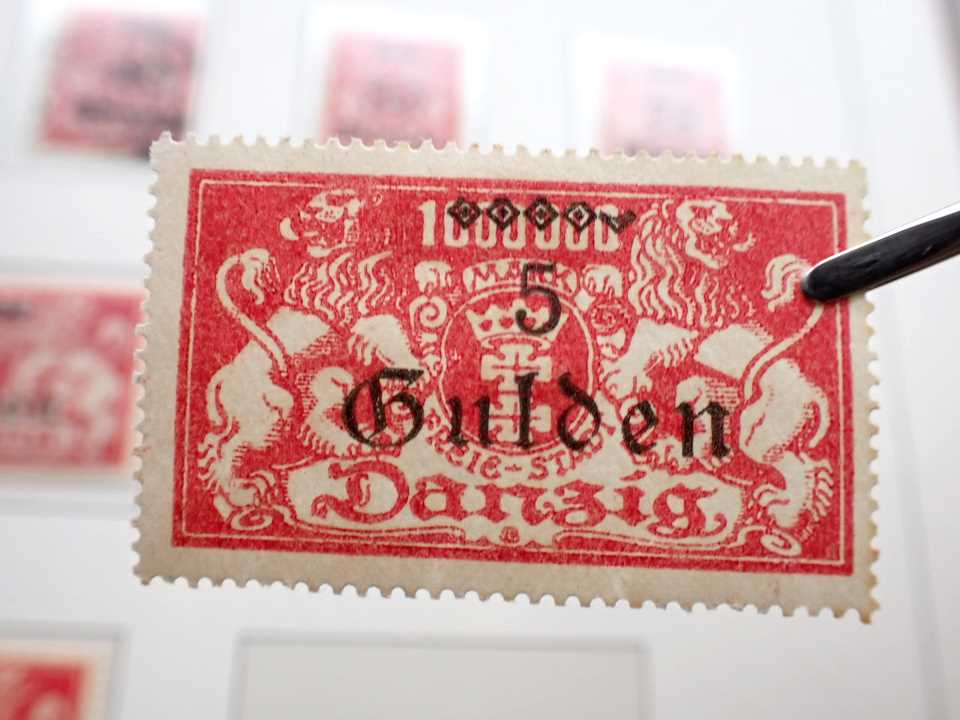 1000000
MARK
5
Gulden
Danzig